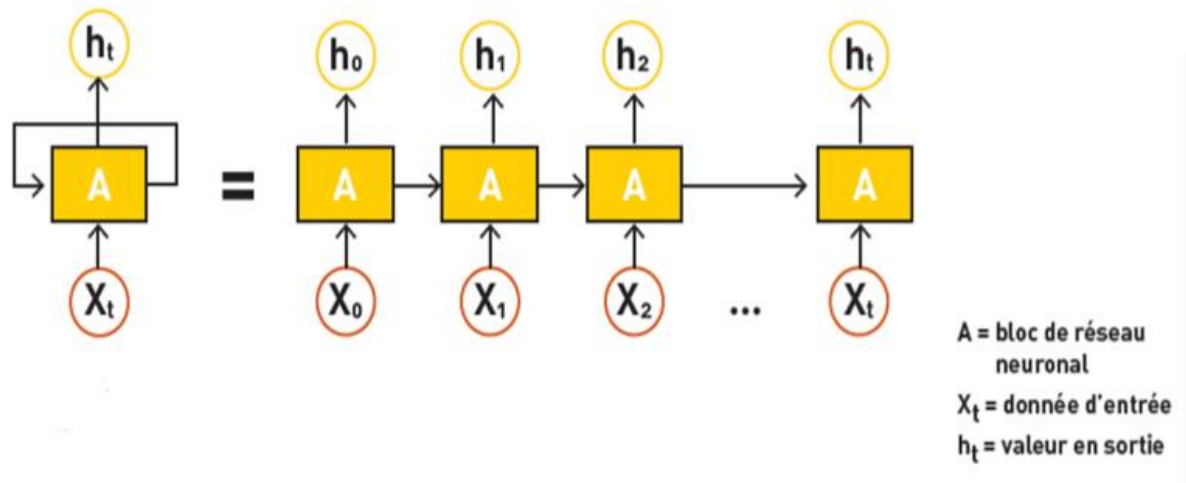 hₜ h₀ h₁ h₂ hₜ
A = A A A A
Xₜ X₀ X₁ X₂ ... Xₜ
A = bloc de réseau
neuronal
Xₜ = donnée d'entrée
hₜ = valeur en sortie